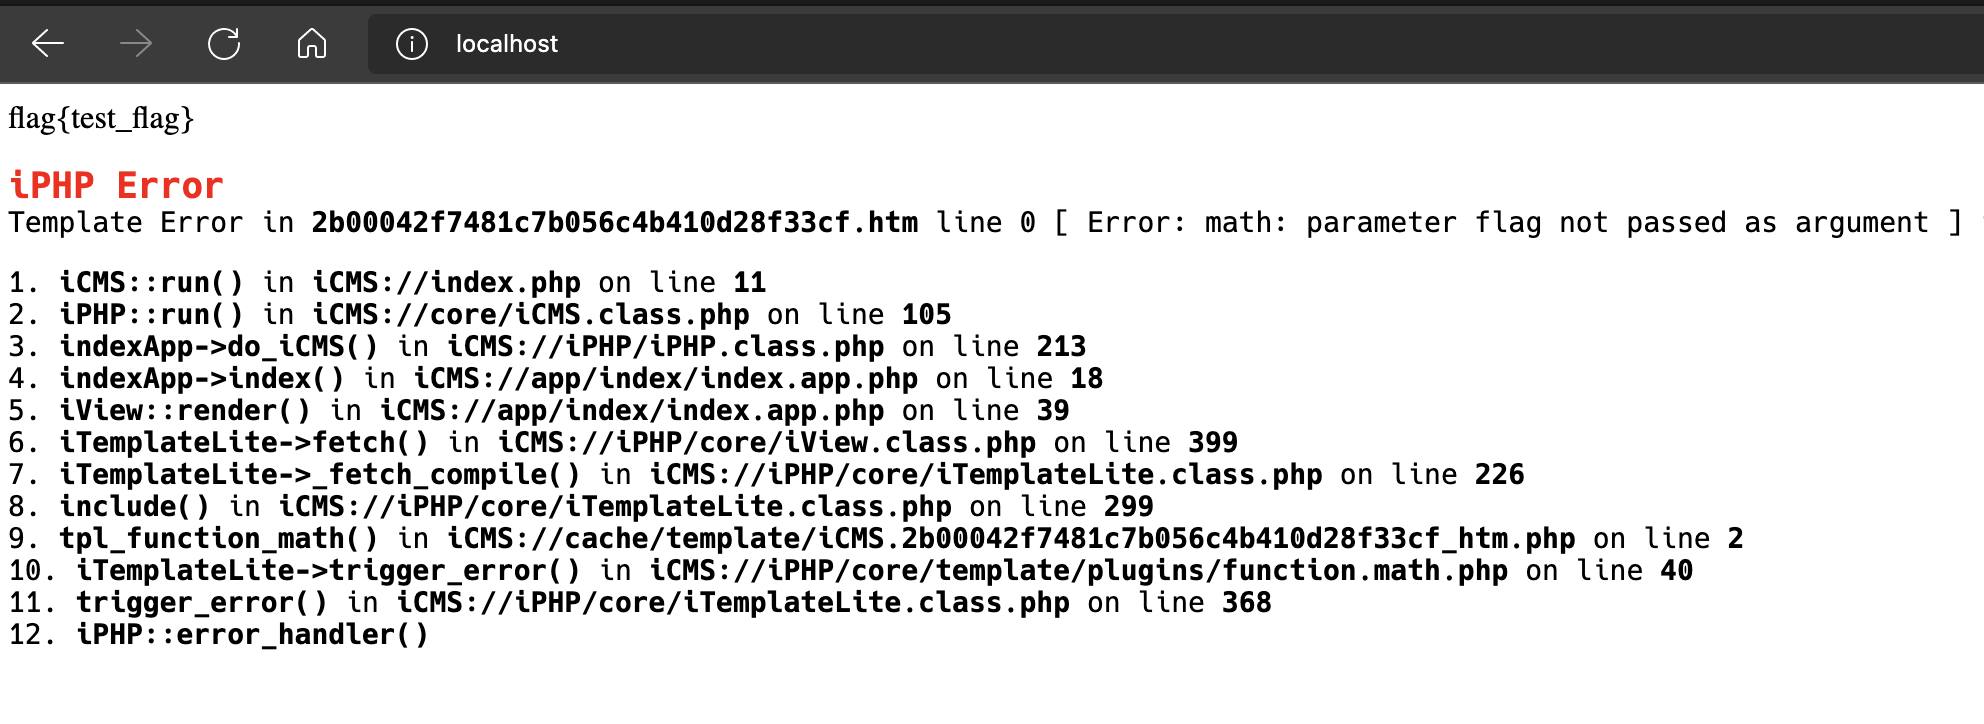 localhost
flag{test_flag}
iPHP Error
Template Error in 2b00042f7481c7b056c4b410d28f33cf.htm line 0 [ Error: math: parameter flag not passed as argument ]
1. iCMS::run() in iCMS://index.php on line 11
2. iPHP::run() in iCMS://core/iCMS.class.php on line 105
3. indexApp->do_iCMS() in iCMS://iPHP/iPHP.class.php on line 213
4. indexApp->index() in iCMS://app/index/index.app.php on line 18
5. iView::render() in iCMS://app/index/index.app.php on line 39
6. iTemplateLite->fetch() in iCMS://iPHP/core/iView.class.php on line 399
7. iTemplateLite->_fetch_compile() in iCMS://iPHP/core/iTemplateLite.class.php on line 226
8. include() in iCMS://iPHP/core/iTemplateLite.class.php on line 299
9. tpl_function_math() in iCMS://cache/template/iCMS.2b00042f7481c7b056c4b410d28f33cf_htm.php on line 2
10. iTemplateLite->trigger_error() in iCMS://iPHP/core/template/plugins/function.math.php on line 40
11. trigger_error() in iCMS://iPHP/core/iTemplateLite.class.php on line 368
12. iPHP::error_handler()